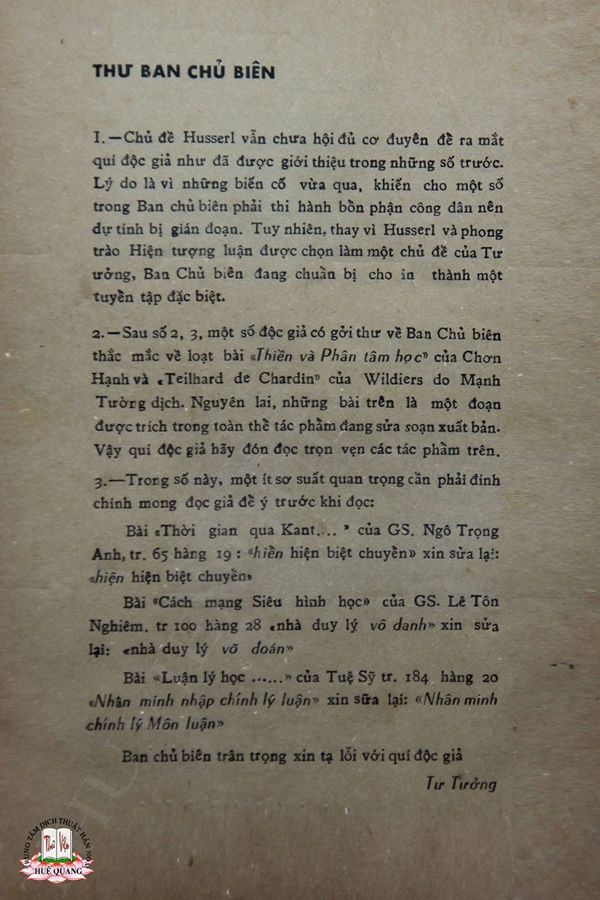 THƯ BAN CHỦ BIÊN
1.—Chủ đề Husserl vẫn chưa hội đủ cơ duyên để ra mắt
quí độc giả như đã được giới thiệu trong những số trước.
Lý do là vì những biến cố vừa qua, khiến cho một số
trong Ban chủ biên phải thi hành bổn phận công dân nên
dự tính bị gián đoạn. Tuy nhiên, thay vì Husserl và phong
trào Hiện tượng luận được chọn làm một chủ đề của Tư
tưởng, Ban Chủ biên đang chuẩn bị cho in thành một
tuyển tập đặc biệt.
2.—Sau số 2, 3, một số độc giả có gởi thư về Ban Chủ biên
thắc mắc về loạt bài «Thiền và Phân tâm học» của Chơn
Hạnh và «Teilhard de Chardin» của Wildiers do Mạnh
Tường dịch. Nguyên lai, những bài trên là một đoạn
được trích trong toàn thể tác phẩm đang sửa soạn xuất bản.
Vậy quí độc giả hãy đón đọc trọn vẹn các tác phẩm trên.
3.—Trong số này, một ít sơ suất quan trọng cần phải đính
chính mong đọc giả để ý trước khi đọc:
Bài «Thời gian qua Kant.... » của GS. Ngô Trọng
Anh, tr. 65 hàng 19 : «hiển hiện biệt chuyển» xin sửa lại:
«hiện hiện biệt chuyển»
Bài «Cách mạng Siêu hình học» của GS. Lê Tôn
Nghiêm. tr 100 hàng 28 «nhà duy lý vô danh» xin sửa
lại: «nhà duy lý võ đoán»
Bài «Luận lý học ......» của Tuệ Sỹ tr. 184 hàng 20
«Nhân minh nhập chính lý luận» xin sữa lại: «Nhân minh
chính lý Môn luận»
Ban chủ biên trân trọng xin tạ lỗi với quí độc giả
Tư Tưởng
TRUNG TÂM DỊCH THUẬT HÁN NÔM
HUỆ QUANG